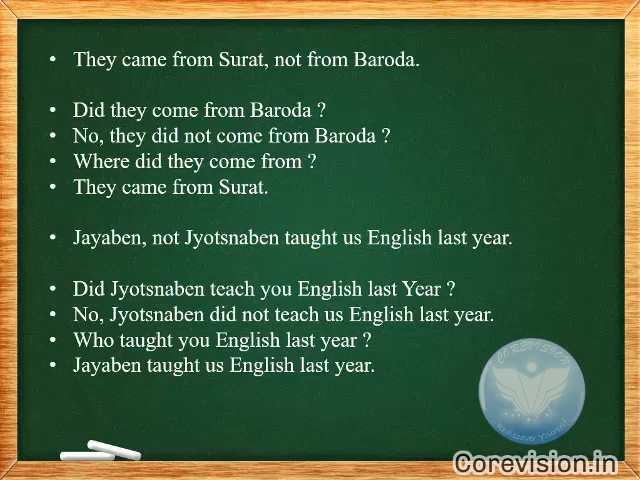 • They came from Surat, not from Baroda.
• Did they come from Baroda ?
• No, they did not come from Baroda ?
• Where did they come from ?
• They came from Surat.
• Jayaben, not Jyotsnaben taught us English last year.
• Did Jyotsnaben teach you English last Year ?
• No, Jyotsnaben did not teach us English last year.
• Who taught you English last year ?
• Jayaben taught us English last year.
COREVISION
Rediscover Yourself
Corevision.in